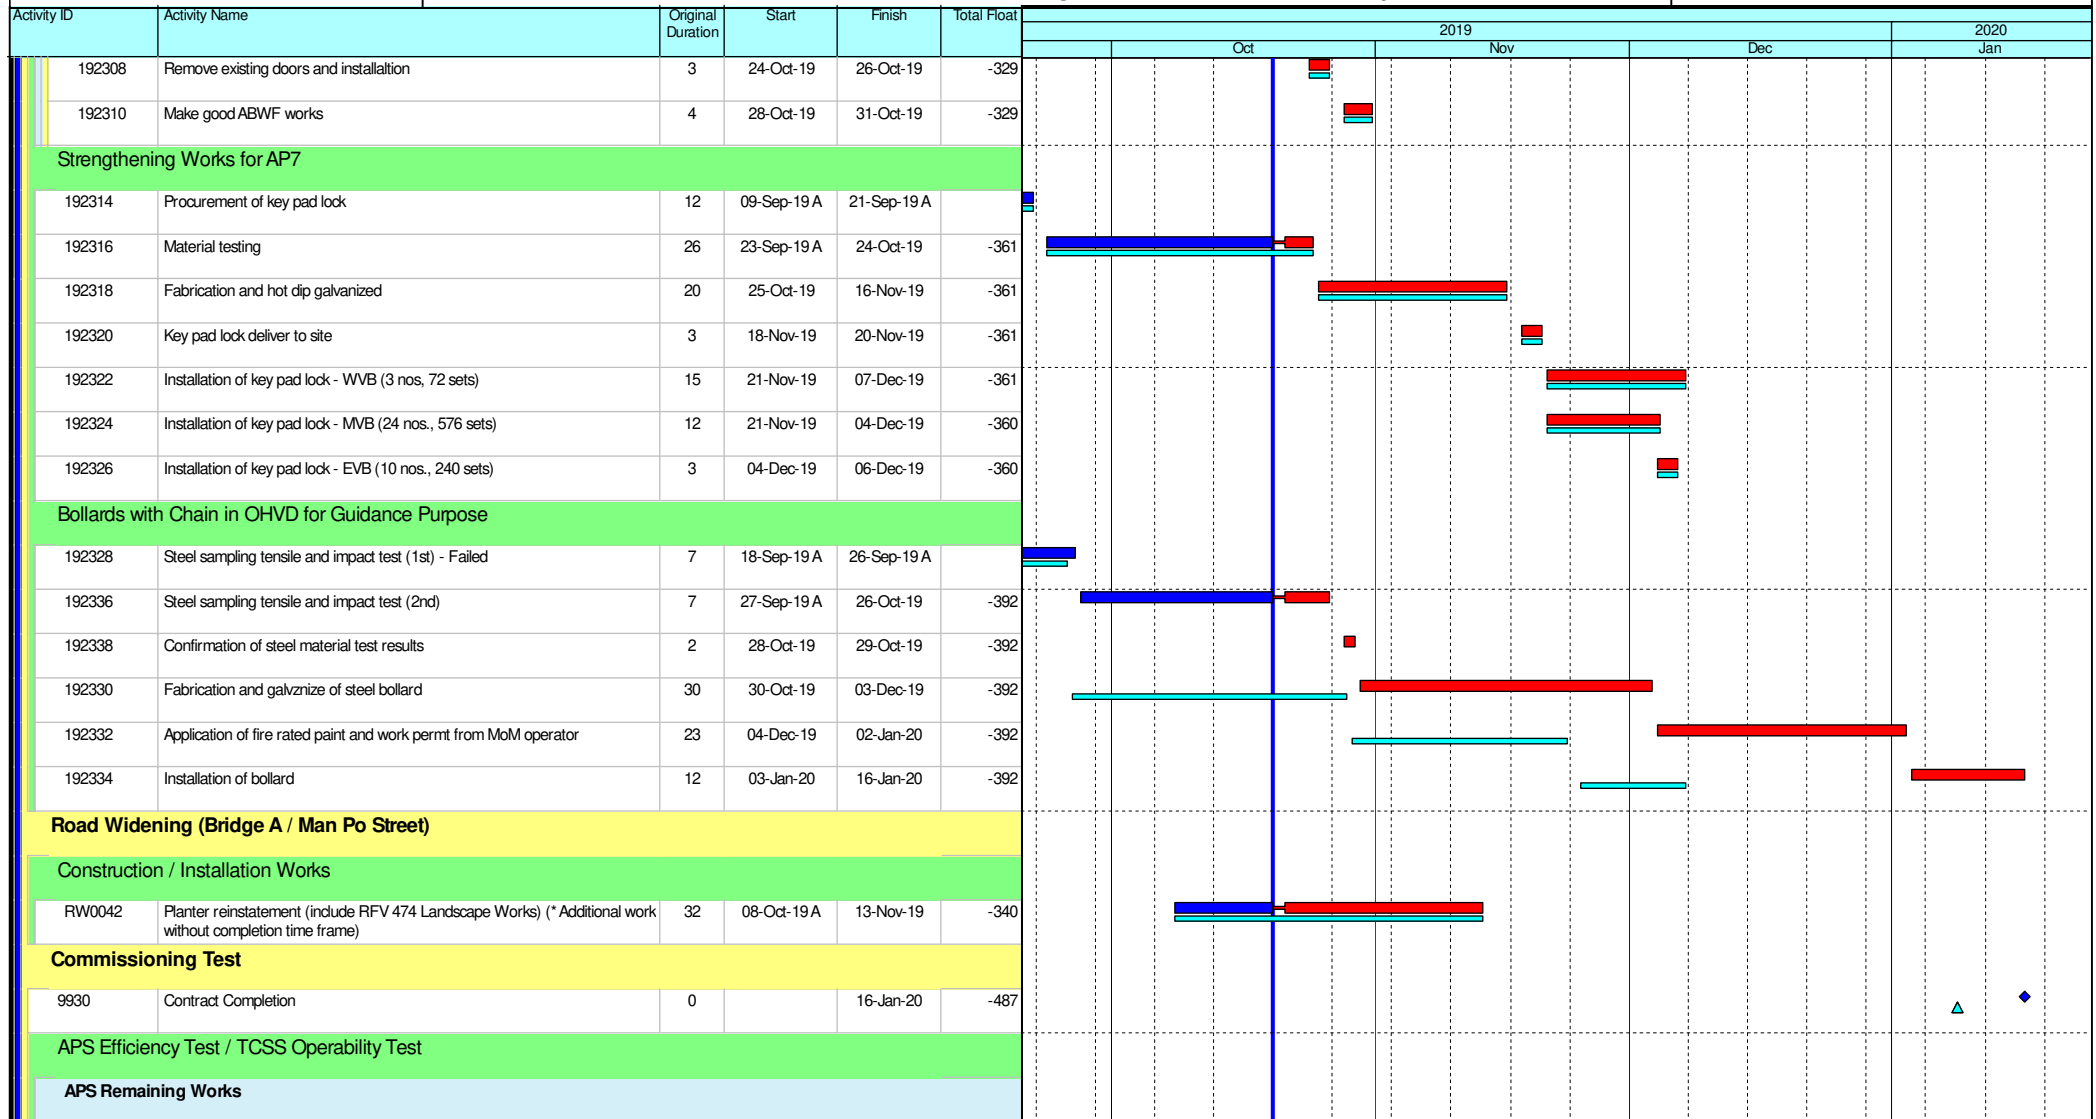 Activity ID Activity Name Original Duration Start Finish Total Float
2019 2020
Oct Nov Dec Jan
192308 Remove existing doors and installaltion 3 24-Oct-19 26-Oct-19 -329
192310 Make good ABWF works 4 28-Oct-19 31-Oct-19 -329
Strengthening Works for AP7
192314 Procurement of key pad lock 12 09-Sep-19 A 21-Sep-19 A
192316 Material testing 26 23-Sep-19 A 24-Oct-19 -361
192318 Fabrication and hot dip galvanized 20 25-Oct-19 16-Nov-19 -361
192320 Key pad lock deliver to site 3 18-Nov-19 20-Nov-19 -361
192322 Installation of key pad lock - WVB (3 nos, 72 sets) 15 21-Nov-19 07-Dec-19 -361
192324 Installation of key pad lock - MVB (24 nos., 576 sets) 12 21-Nov-19 04-Dec-19 -360
192326 Installation of key pad lock - EVB (10 nos., 240 sets) 3 04-Dec-19 06-Dec-19 -360
Bollards with Chain in OHVD for Guidance Purpose
192328 Steel sampling tensile and impact test (1st) - Failed 7 18-Sep-19 A 26-Sep-19 A
192336 Steel sampling tensile and impact test (2nd) 7 27-Sep-19 A 26-Oct-19 -392
192338 Confirmation of steel material test results 2 28-Oct-19 29-Oct-19 -392
192330 Fabrication and galvznize of steel bollard 30 30-Oct-19 03-Dec-19 -392
192332 Application of fire rated paint and work permt from MoM operator 23 04-Dec-19 02-Jan-20 -392
192334 Installation of bollard 12 03-Jan-20 16-Jan-20 -392
Road Widening (Bridge A / Man Po Street)
Construction / Installation Works
RW0042 Planter reinstatement (include RFV 474 Landscape Works) (* Additional work 32 08-Oct-19 A 13-Nov-19 -340
without completion time frame)
Commissioning Test
9930 Contract Completion 0 16-Jan-20 -487
APS Efficiency Test / TCSS Operability Test
APS Remaining Works